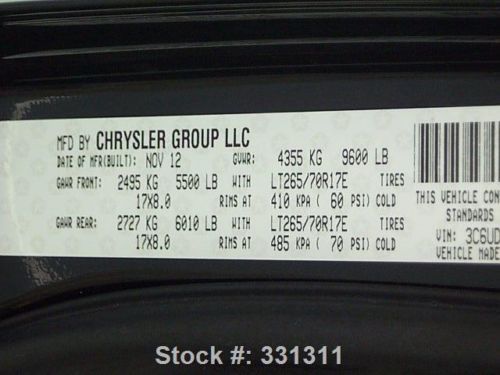 MFD BY CHRYSLER GROUP LLC
DATE OF MFR(BUILT): NOV 12 GVWR: 4355 KG 9600 LB
GAWR FRONT: 2495 KG 5500 LB WITH LT265/70R17E TIRES
17X8.0 RIMS AT 410 KPA ( 60 PSI) COLD
GAWR REAR: 2727 KG 6010 LB WITH LT265/70R17E TIRES
17X8.0 RIMS AT 485 KPA ( 70 PSI) COLD
THIS VEHICLE CON
STANDARDS
VIN: 3C6UD
VEHICLE MADE
Stock #: 331311